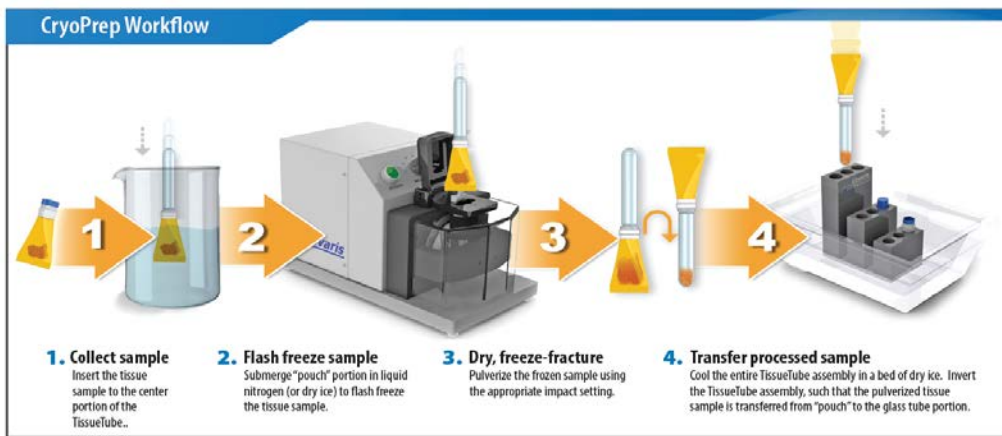 CryoPrep Workflow
1
2
3
4
varis
1. Collect sample
Insert the tissue
sample to the center
portion of the
TissueTube..
2. Flash freeze sample
Submerge "pouch" portion in liquid
nitrogen (or dry ice) to flash freeze
the tissue sample.
3. Dry, freeze-fracture
Pulverize the frozen sample using
the appropriate impact setting.
4. Transfer processed sample
Cool the entire TissueTube assembly in a bed of dry ice. Invert
the TissueTube assembly, such that the pulverized tissue
sample is transferred from "pouch" to the glass tube portion.